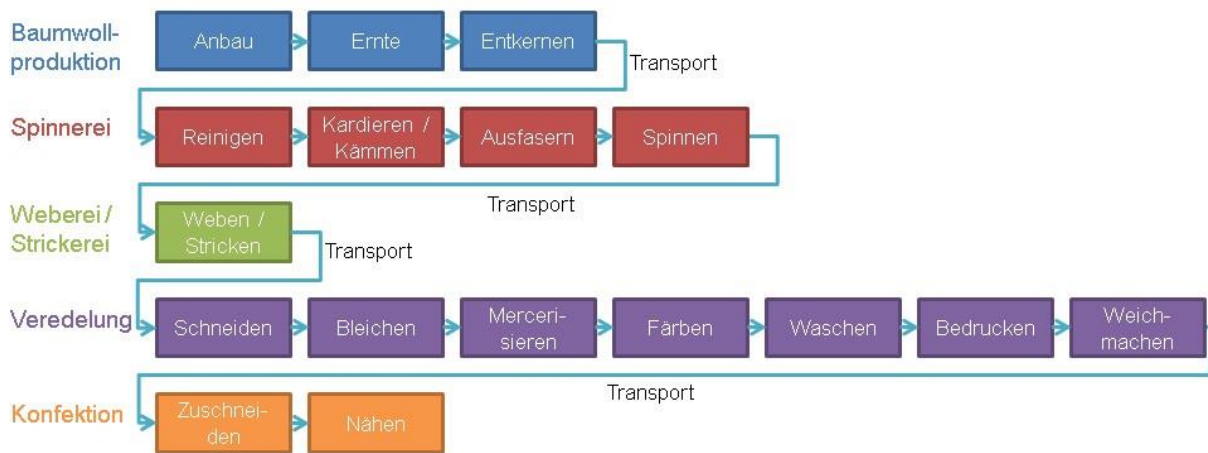 Baumwoll-
produktion
Anbau
Ernte
Entkernen
Transport
Spinnerei
Reinigen
Kardieren /
Kämmen
Ausfasern
Spinnen
Transport
Weberei /
Strickerei
Weben /
Stricken
Transport
Veredelung
Schneiden
Bleichen
Merceri-
sieren
Färben
Waschen
Bedrucken
Weich-
machen
Transport
Konfektion
Zuschnei-
den
Nähen